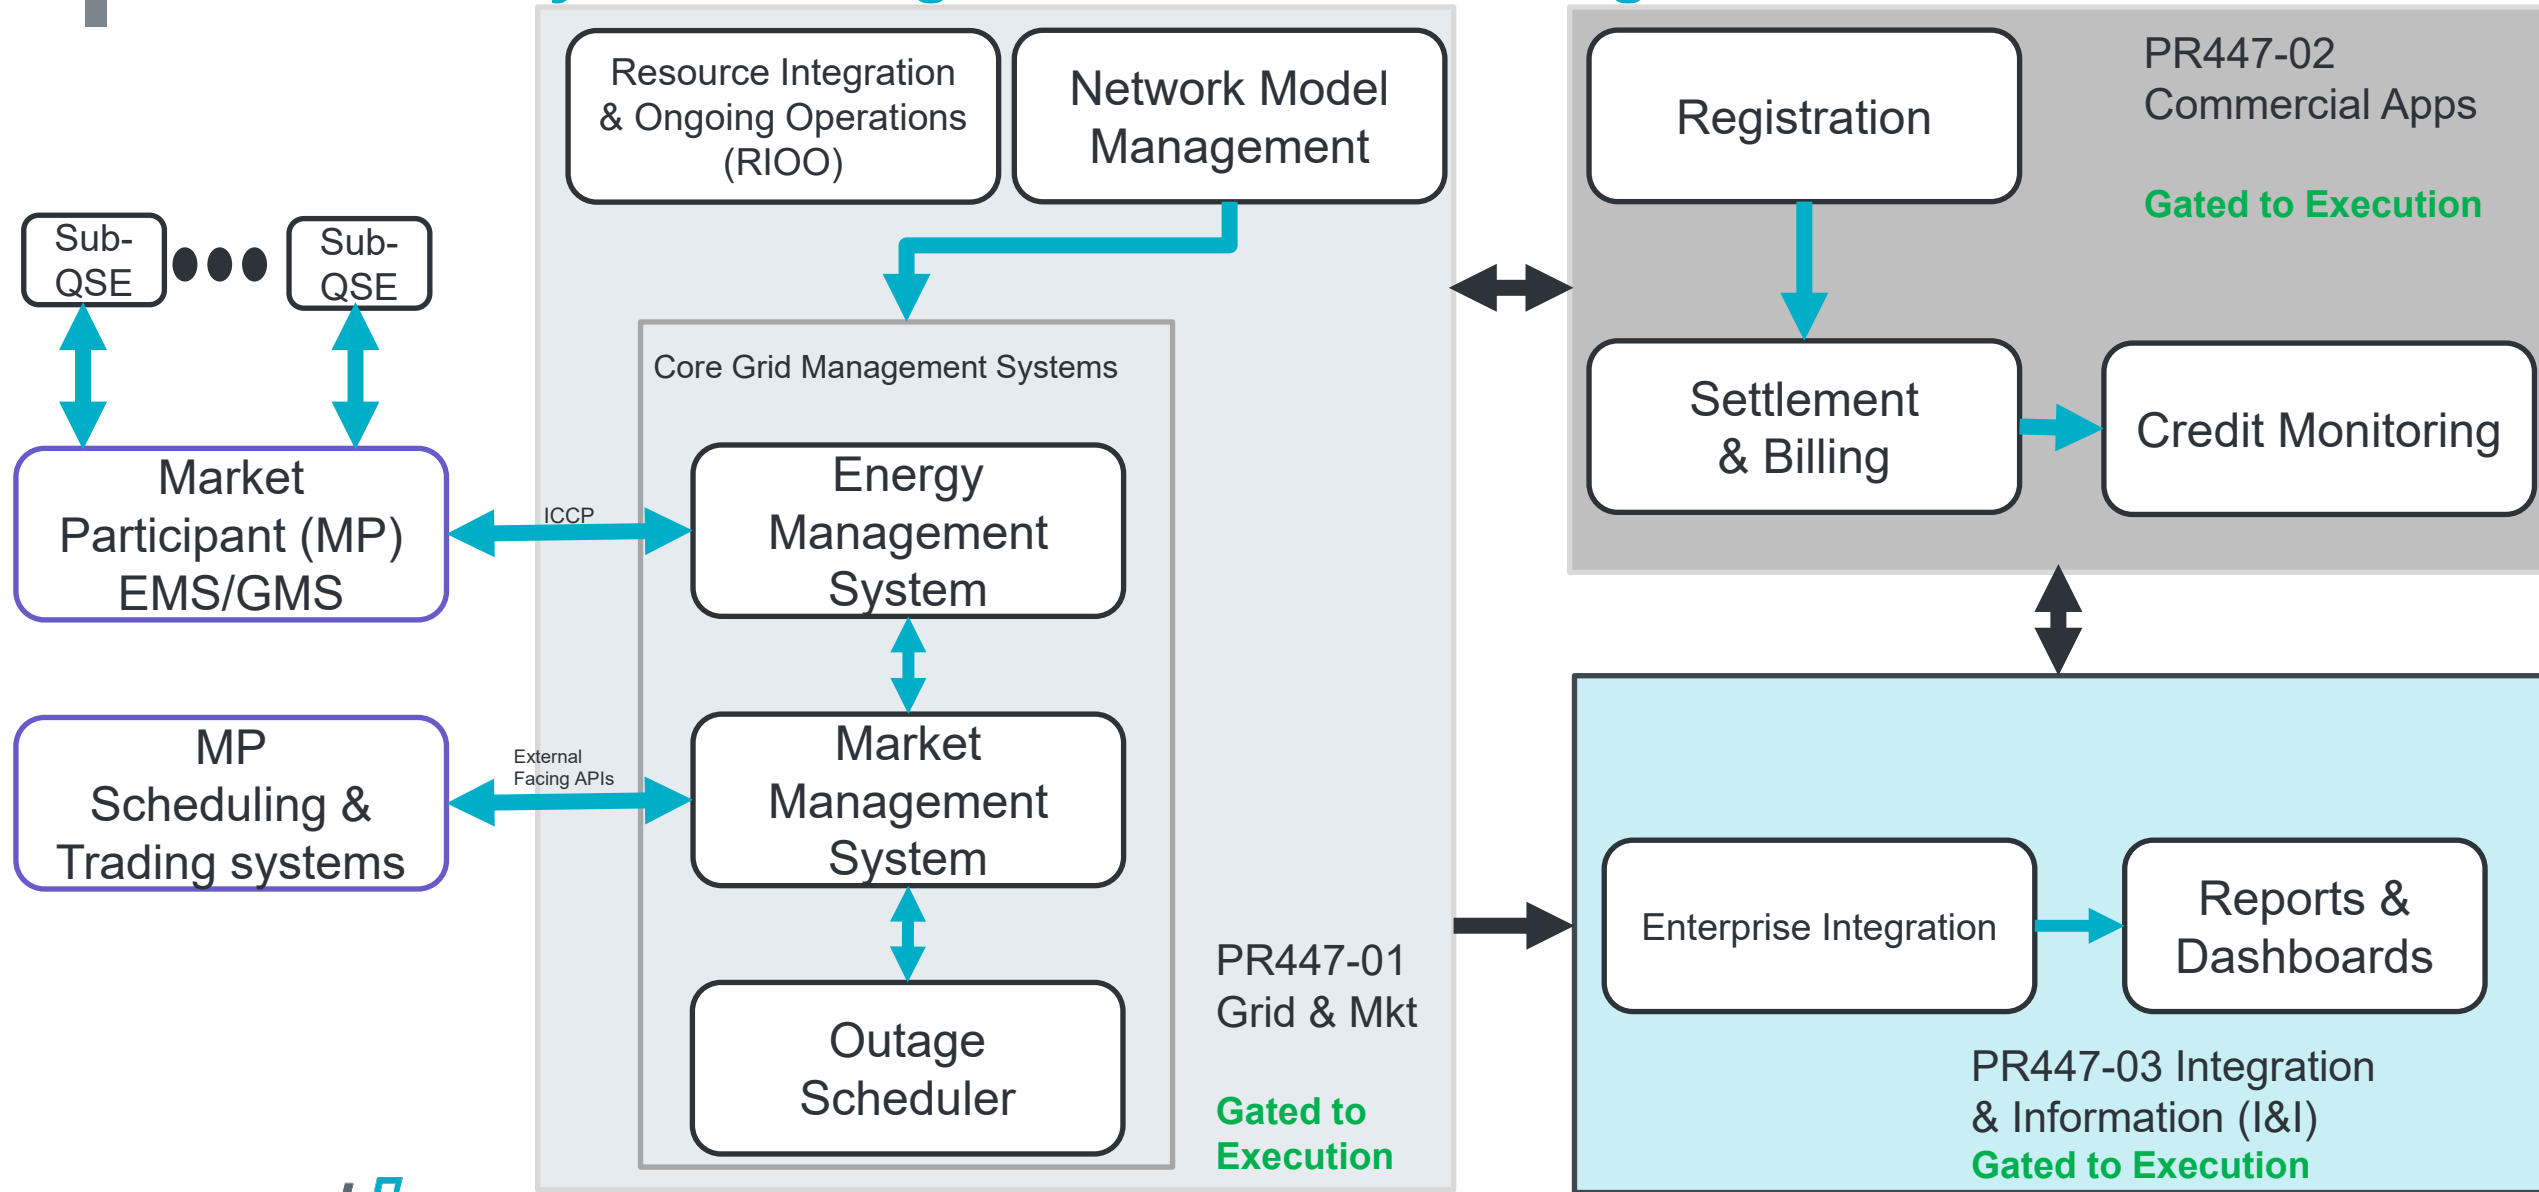 Resource Integration
& Ongoing Operations
(RIOO)
Network Model
Management
Registration
PR447-02
Commercial Apps
Gated to Execution
Sub-
QSE
Sub-
QSE
Core Grid Management Systems
Settlement
& Billing
Credit Monitoring
Market
Participant (MP)
EMS/GMS
ICCP
Energy
Management
System
MP
Scheduling &
Trading systems
External
Facing APIs
Market
Management
System
Outage
Scheduler
PR447-01
Grid & Mkt
Gated to
Execution
Enterprise Integration
Reports &
Dashboards
PR447-03 Integration
& Information (I&I)
Gated to Execution